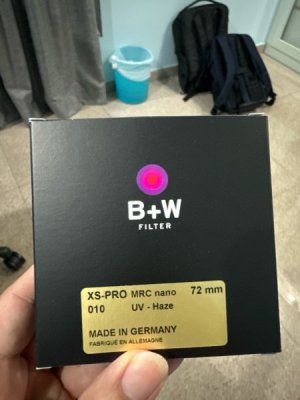 B+W
FILTER
XS-PRO MRC nano 72 mm
010 UV - Haze
MADE IN GERMANY
FABRIQUÉ EN ALLEMAGNE